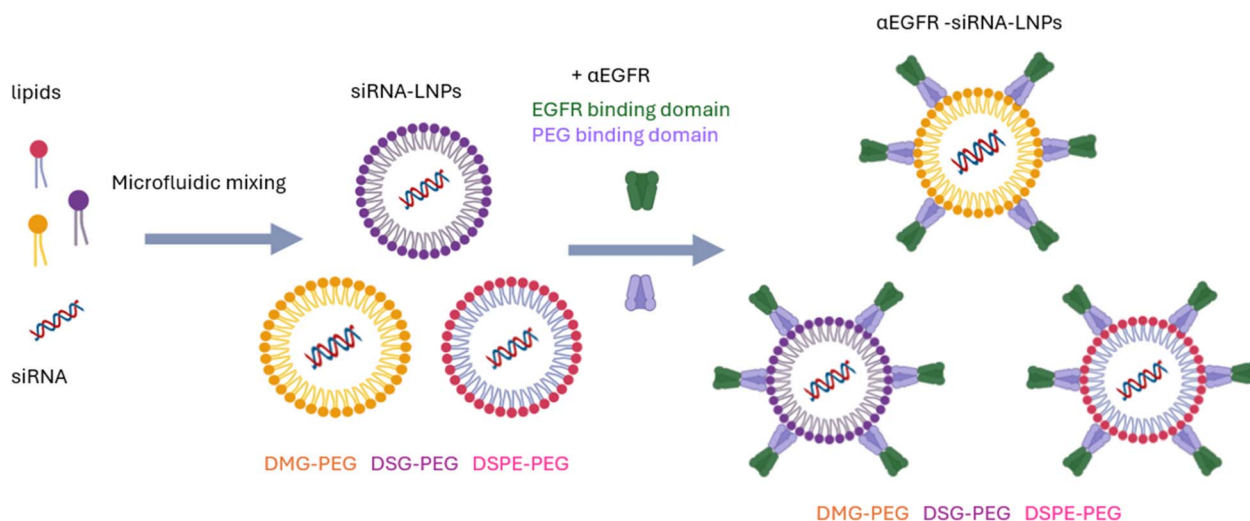 lipids
siRNA
Microfluidic mixing
siRNA-LNPs
DMG-PEG DSG-PEG DSPE-PEG
+ αEGFR
EGFR binding domain
PEG binding domain
αEGFR -siRNA-LNPs
DMG-PEG DSG-PEG DSPE-PEG